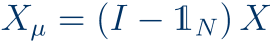 X_μ = (I − 𝟙_N) X